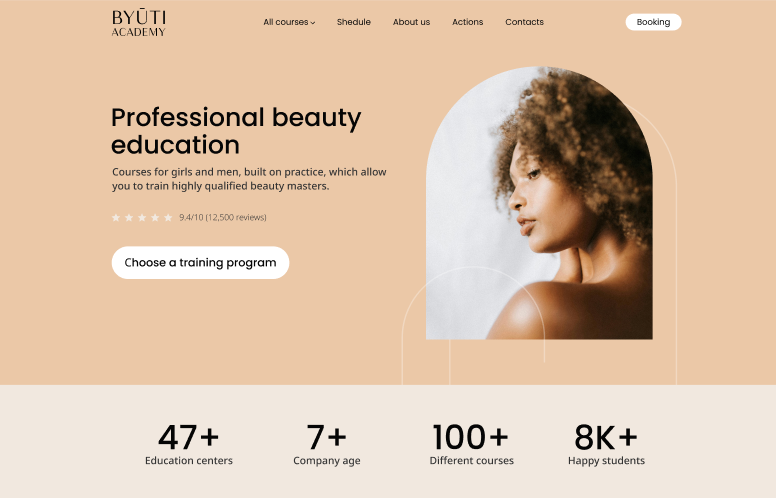 BYŪTI
ACADEMY
All courses
Shedule
About us
Actions
Contacts
Booking
Professional beauty
education
Courses for girls and men, built on practice, which allow
you to train highly qualified beauty masters.
9.4/10 (12,500 reviews)
Choose a training program
47+
Education centers
7+
Company age
100+
Different courses
8K+
Happy students